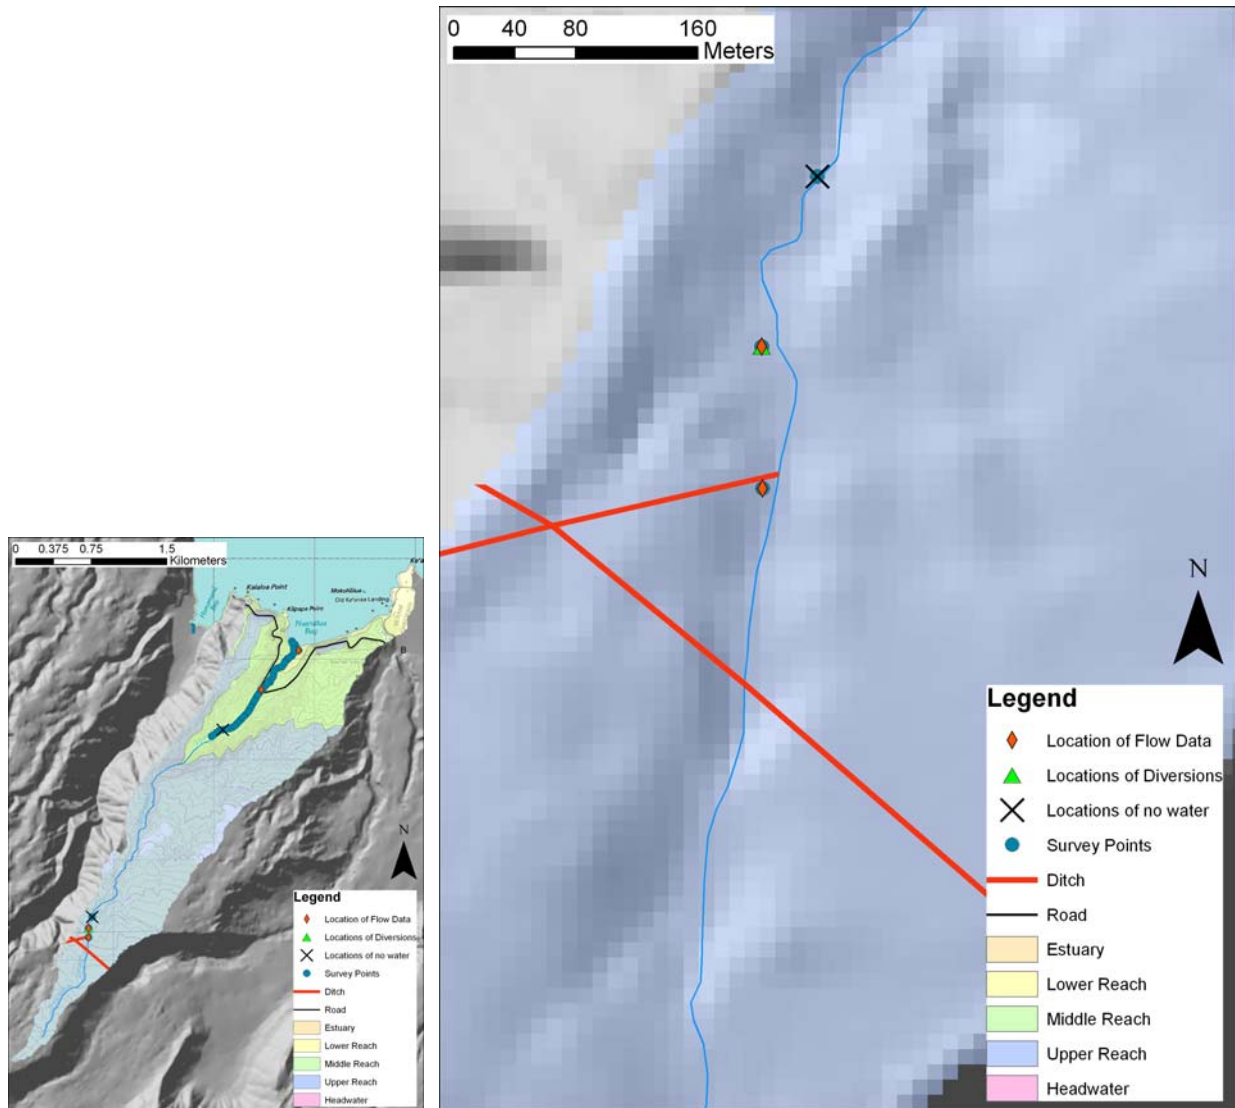 0 40 80 160
Meters
N
Legend
Location of Flow Data
Locations of Diversions
Locations of no water
Survey Points
Ditch
Road
Estuary
Lower Reach
Middle Reach
Upper Reach
Headwater
0 0.375 0.75 1.5
Kilometers
Kalaloa Point
Kilpapa Point
Bay
N
Legend
Location of Flow Data
Locations of Diversions
Locations of no water
Survey Points
Ditch
Road
Estuary
Lower Reach
Middle Reach
Upper Reach
Headwater